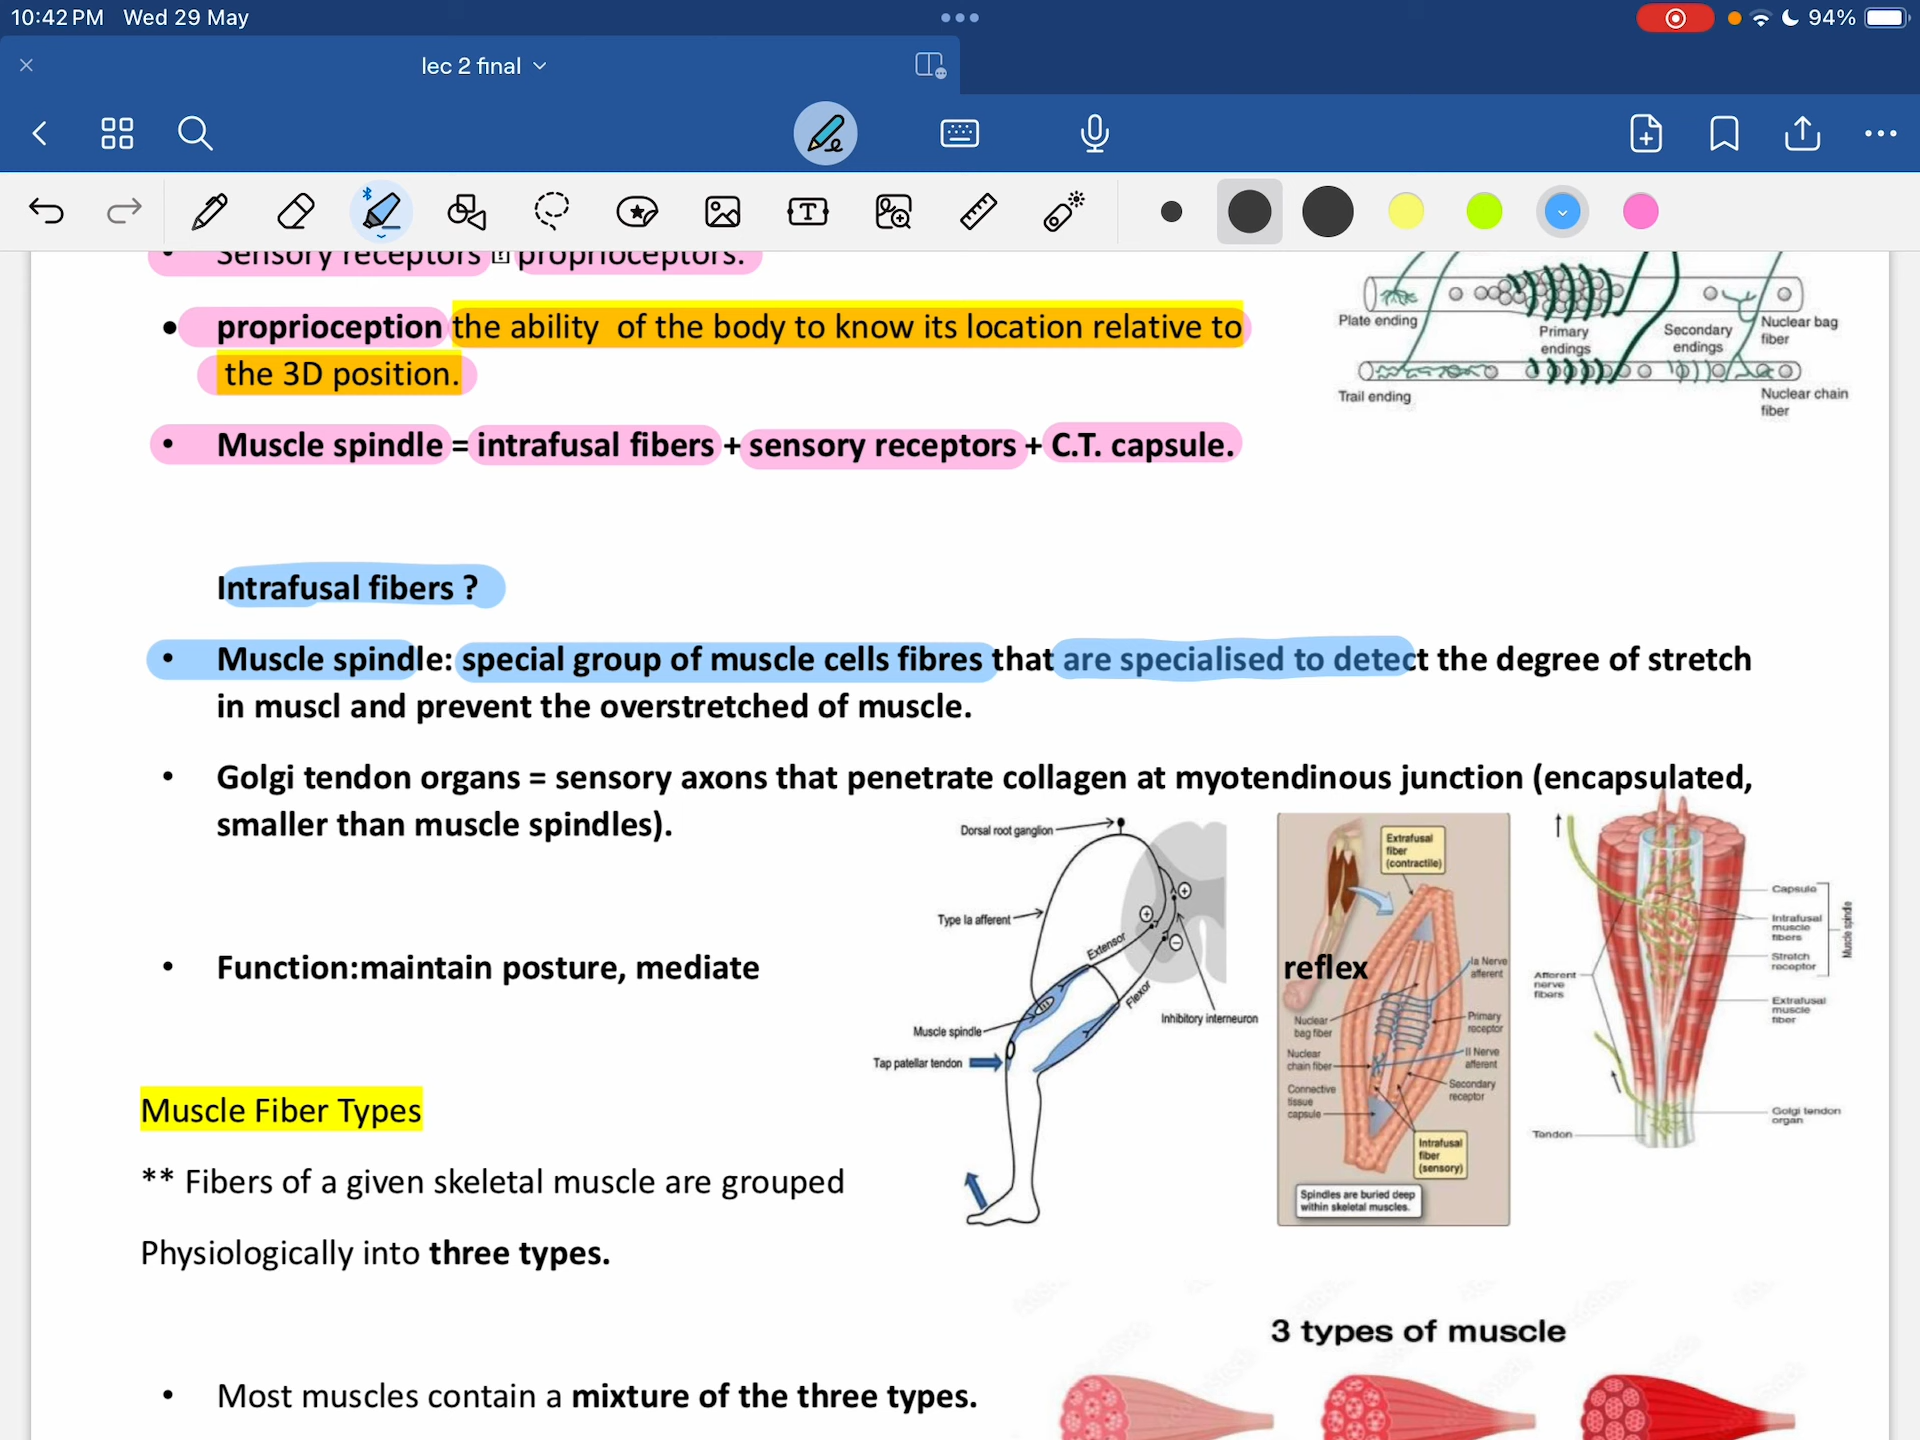 10:42 PM Wed 29 May
94%
lec 2 final
Sensory receptors proprioceptors.
• proprioception the ability of the body to know its location relative to
the 3D position.
• Muscle spindle = intrafusal fibers + sensory receptors + C.T. capsule.
Plate ending
Primary
endings
Secondary
endings
Nuclear bag
fiber
Trail ending
Nuclear chain
fiber
Intrafusal fibers ?
• Muscle spindle: special group of muscle cells fibres that are specialised to detect the degree of stretch
in muscl and prevent the overstretched of muscle.
• Golgi tendon organs = sensory axons that penetrate collagen at myotendinous junction (encapsulated,
smaller than muscle spindles).
• Function:maintain posture, mediate reflex
Dorsal root ganglion
Type Ia afferent
Extensor
Flexor
Muscle spindle
Inhibitory interneuron
Tap patellar tendon
Extrafusal
fiber
(contractile)
Ia Nerve
afferent
Nuclear
bag fiber
Primary
receptor
Nuclear
chain fiber
II Nerve
afferent
Connective
tissue
capsule
Secondary
receptor
Intrafusal
fiber
(sensory)
Spindles are buried deep
within skeletal muscles.
Capsule
Intrafusal
muscle
fibers
Stretch
receptor
Muscle spindle
Afferent
nerve
fibers
Extrafusal
muscle
fiber
Golgi tendon
organ
Tendon
Muscle Fiber Types
** Fibers of a given skeletal muscle are grouped
Physiologically into three types.
3 types of muscle
• Most muscles contain a mixture of the three types.